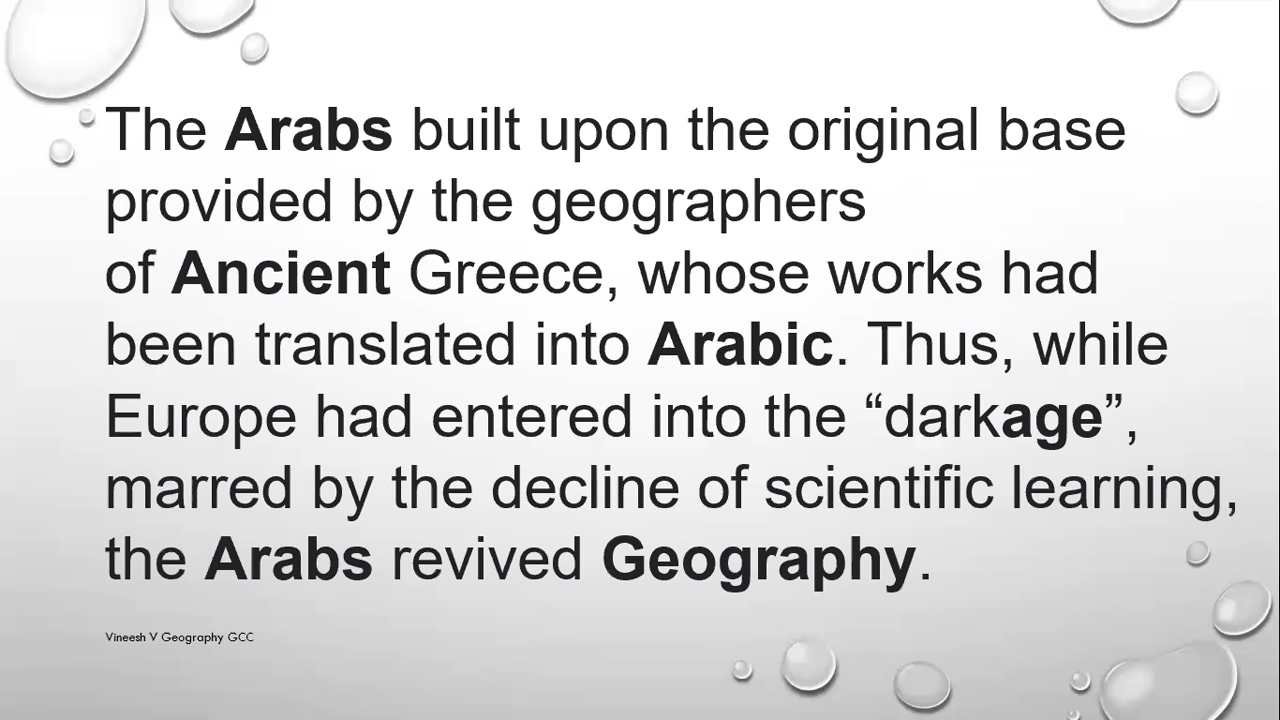 The Arabs built upon the original base
provided by the geographers
of Ancient Greece, whose works had
been translated into Arabic. Thus, while
Europe had entered into the “darkage”,
marred by the decline of scientific learning,
the Arabs revived Geography.
Vineesh V Geography GCC